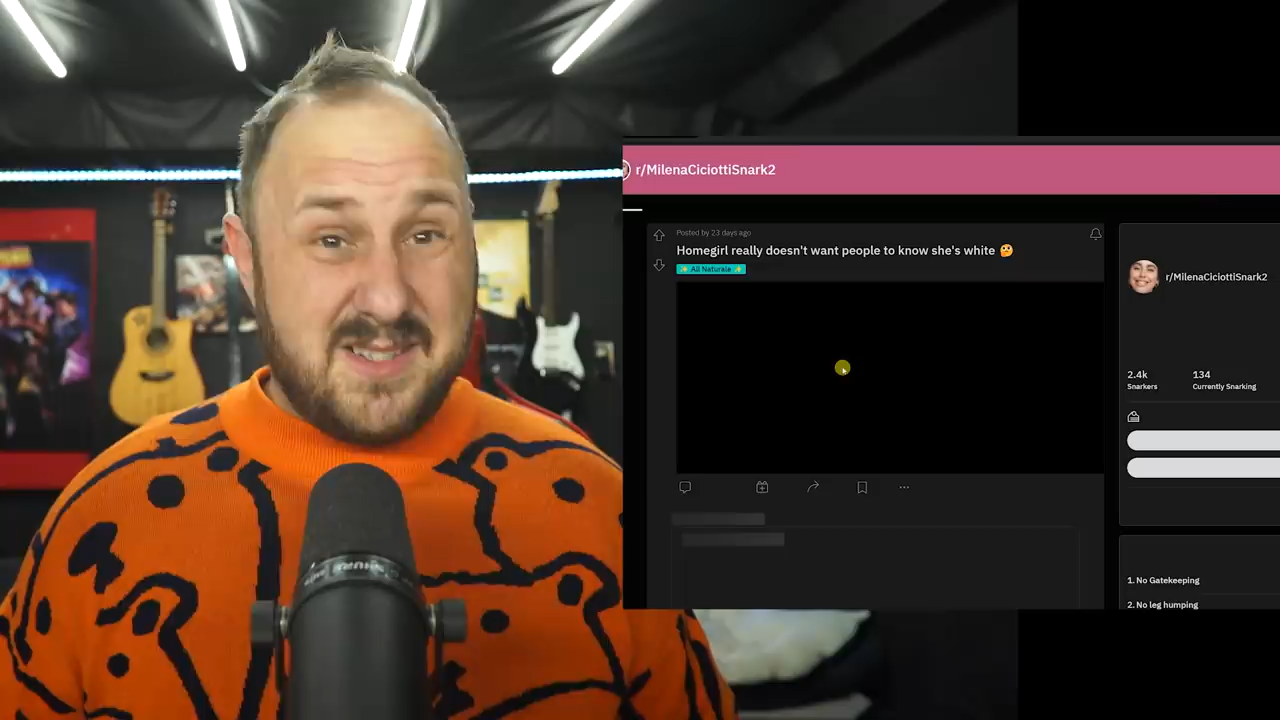 r/MilenaCiciottiSnark2
Posted by 23 days ago
Homegirl really doesn't want people to know she's white 🤔
✨ All Naturale ✨
r/MilenaCiciottiSnark2
2.4k
134
Snarkers
Currently Snarking
1. No Gatekeeping
2. No leg humping